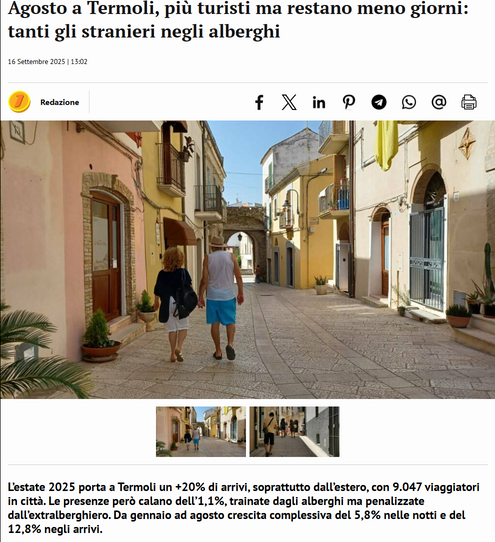 Agosto a Termoli, più turisti ma restano meno giorni:
tanti gli stranieri negli alberghi
16 Settembre 2025 | 13:02
Redazione
L'estate 2025 porta a Termoli un +20% di arrivi, soprattutto dall'estero, con 9.047 viaggiatori
in città. Le presenze però calano dell'1,1%, trainate dagli alberghi ma penalizzate
dall'extralberghiero. Da gennaio ad agosto crescita complessiva del 5,8% nelle notti e del
12,8% negli arrivi.